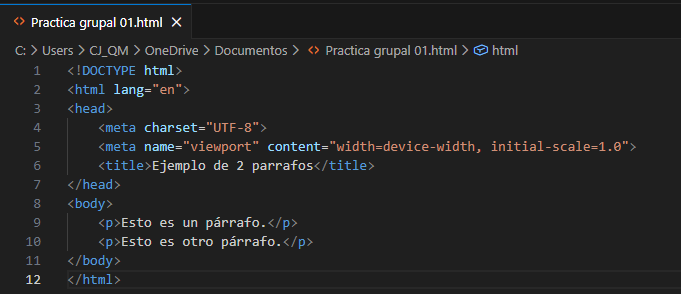 Practica grupal 01.html
C: > Users > CJ_QM > OneDrive > Documentos > Practica grupal 01.html > html
1 <!DOCTYPE html>
2 <html lang="en">
3 <head>
4 <meta charset="UTF-8">
5 <meta name="viewport" content="width=device-width, initial-scale=1.0">
6 <title>Ejemplo de 2 parrafos</title>
7 </head>
8 <body>
9 <p>Esto es un párrafo.</p>
10 <p>Esto es otro párrafo.</p>
11 </body>
12 </html>